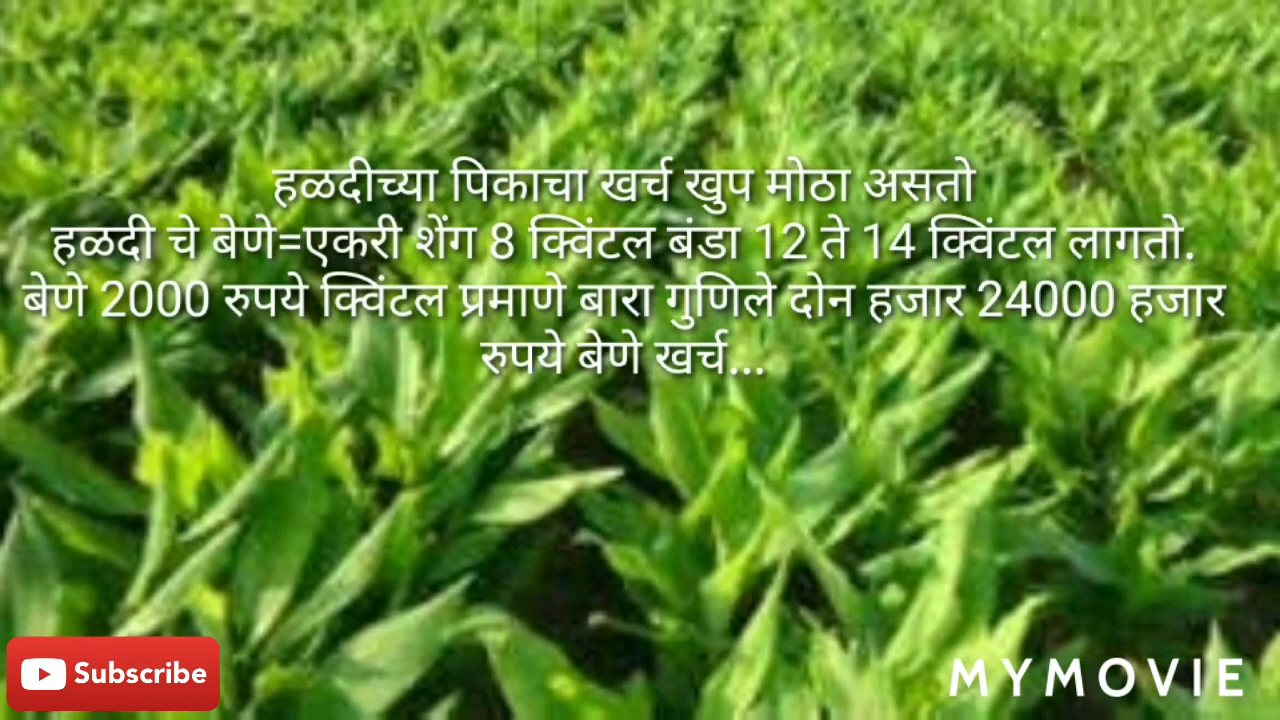 हळदीच्या पिकाचा खर्च खुप मोठा असतो
हळदी चे बेणे=एकरी शेंग 8 क्विंटल बंडा 12 ते 14 क्विंटल लागतो.
बेणे 2000 रुपये क्विंटल प्रमाणे बारा गुणिले दोन हजार 24000 हजार
रुपये बेणे खर्च...
Subscribe
MYMOVIE